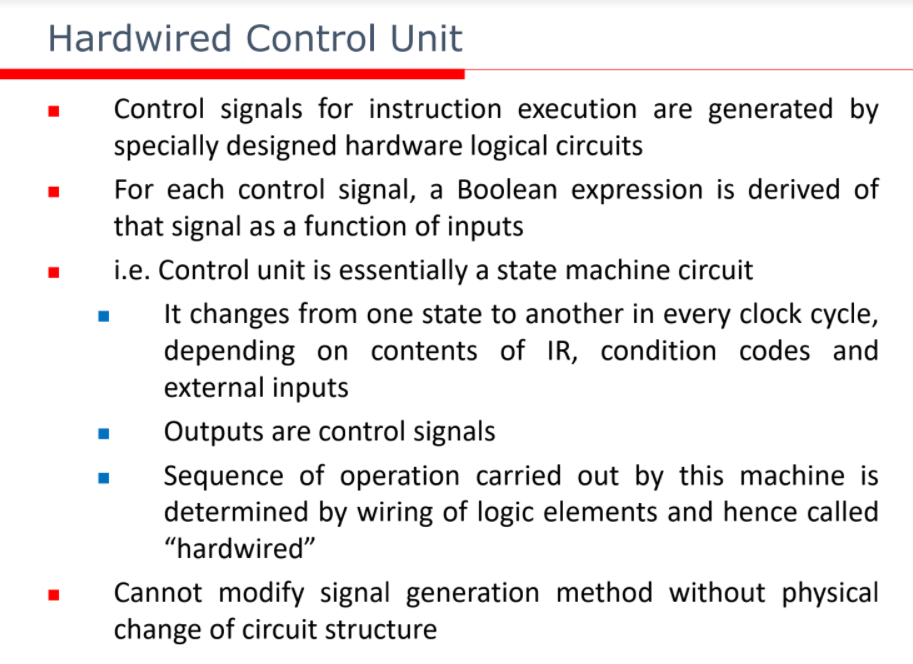 Hardwired Control Unit
Control signals for instruction execution are generated by
specially designed hardware logical circuits
For each control signal, a Boolean expression is derived of
that signal as a function of inputs
i.e. Control unit is essentially a state machine circuit
It changes from one state to another in every clock cycle,
depending on contents of IR, condition codes and
external inputs
Outputs are control signals
Sequence of operation carried out by this machine is
determined by wiring of logic elements and hence called
“hardwired”
Cannot modify signal generation method without physical
change of circuit structure